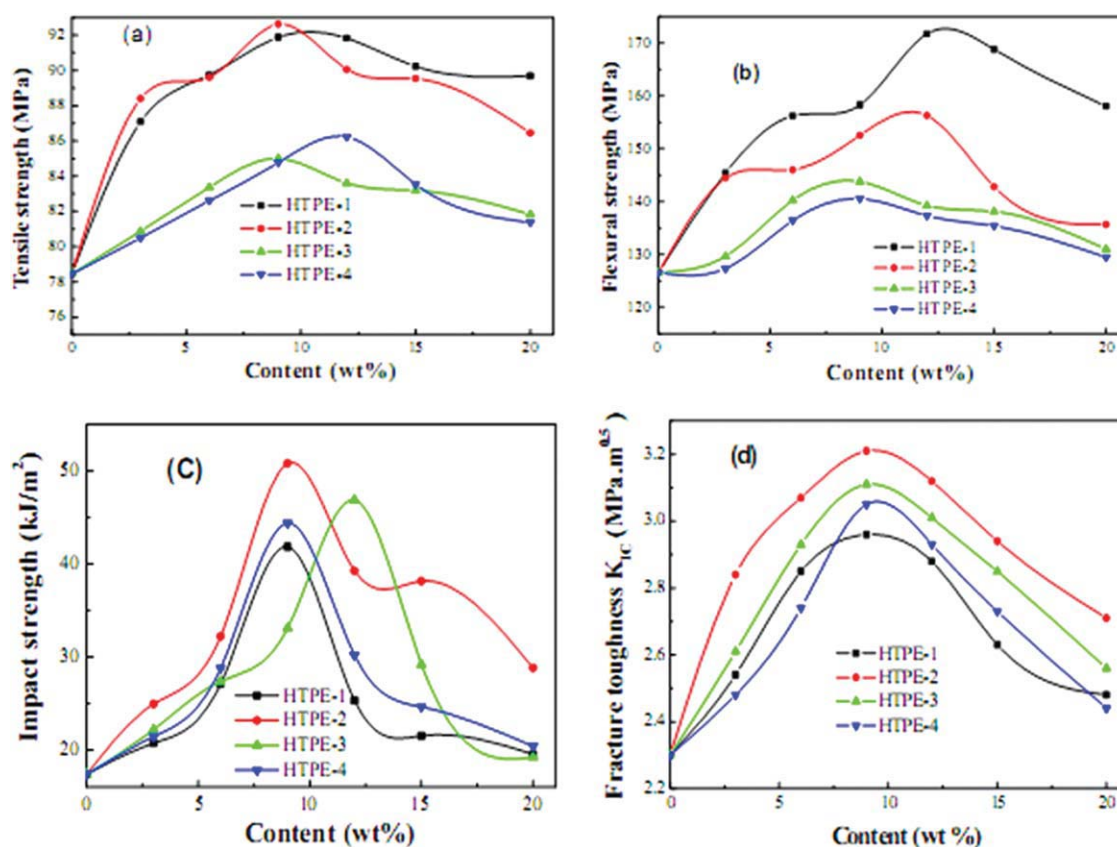 (a)
Tensile strength (MPa)
92
90
88
86
84
82
80
78
76
HTPE-1
HTPE-2
HTPE-3
HTPE-4
0 5 10 15 20
Content (wt%)
(b)
Flexural strength (MPa)
170
160
150
140
130
120
HTPE-1
HTPE-2
HTPE-3
HTPE-4
0 5 10 15 20
Content (wt%)
(C)
Impact strength (kJ/m²)
50
40
30
20
HTPE-1
HTPE-2
HTPE-3
HTPE-4
0 5 10 15 20
Content (wt%)
(d)
Fracture toughness K_IC (MPa.m^0.5)
3.2
3.0
2.8
2.6
2.4
2.2
HTPE-1
HTPE-2
HTPE-3
HTPE-4
0 5 10 15 20
Content (wt %)